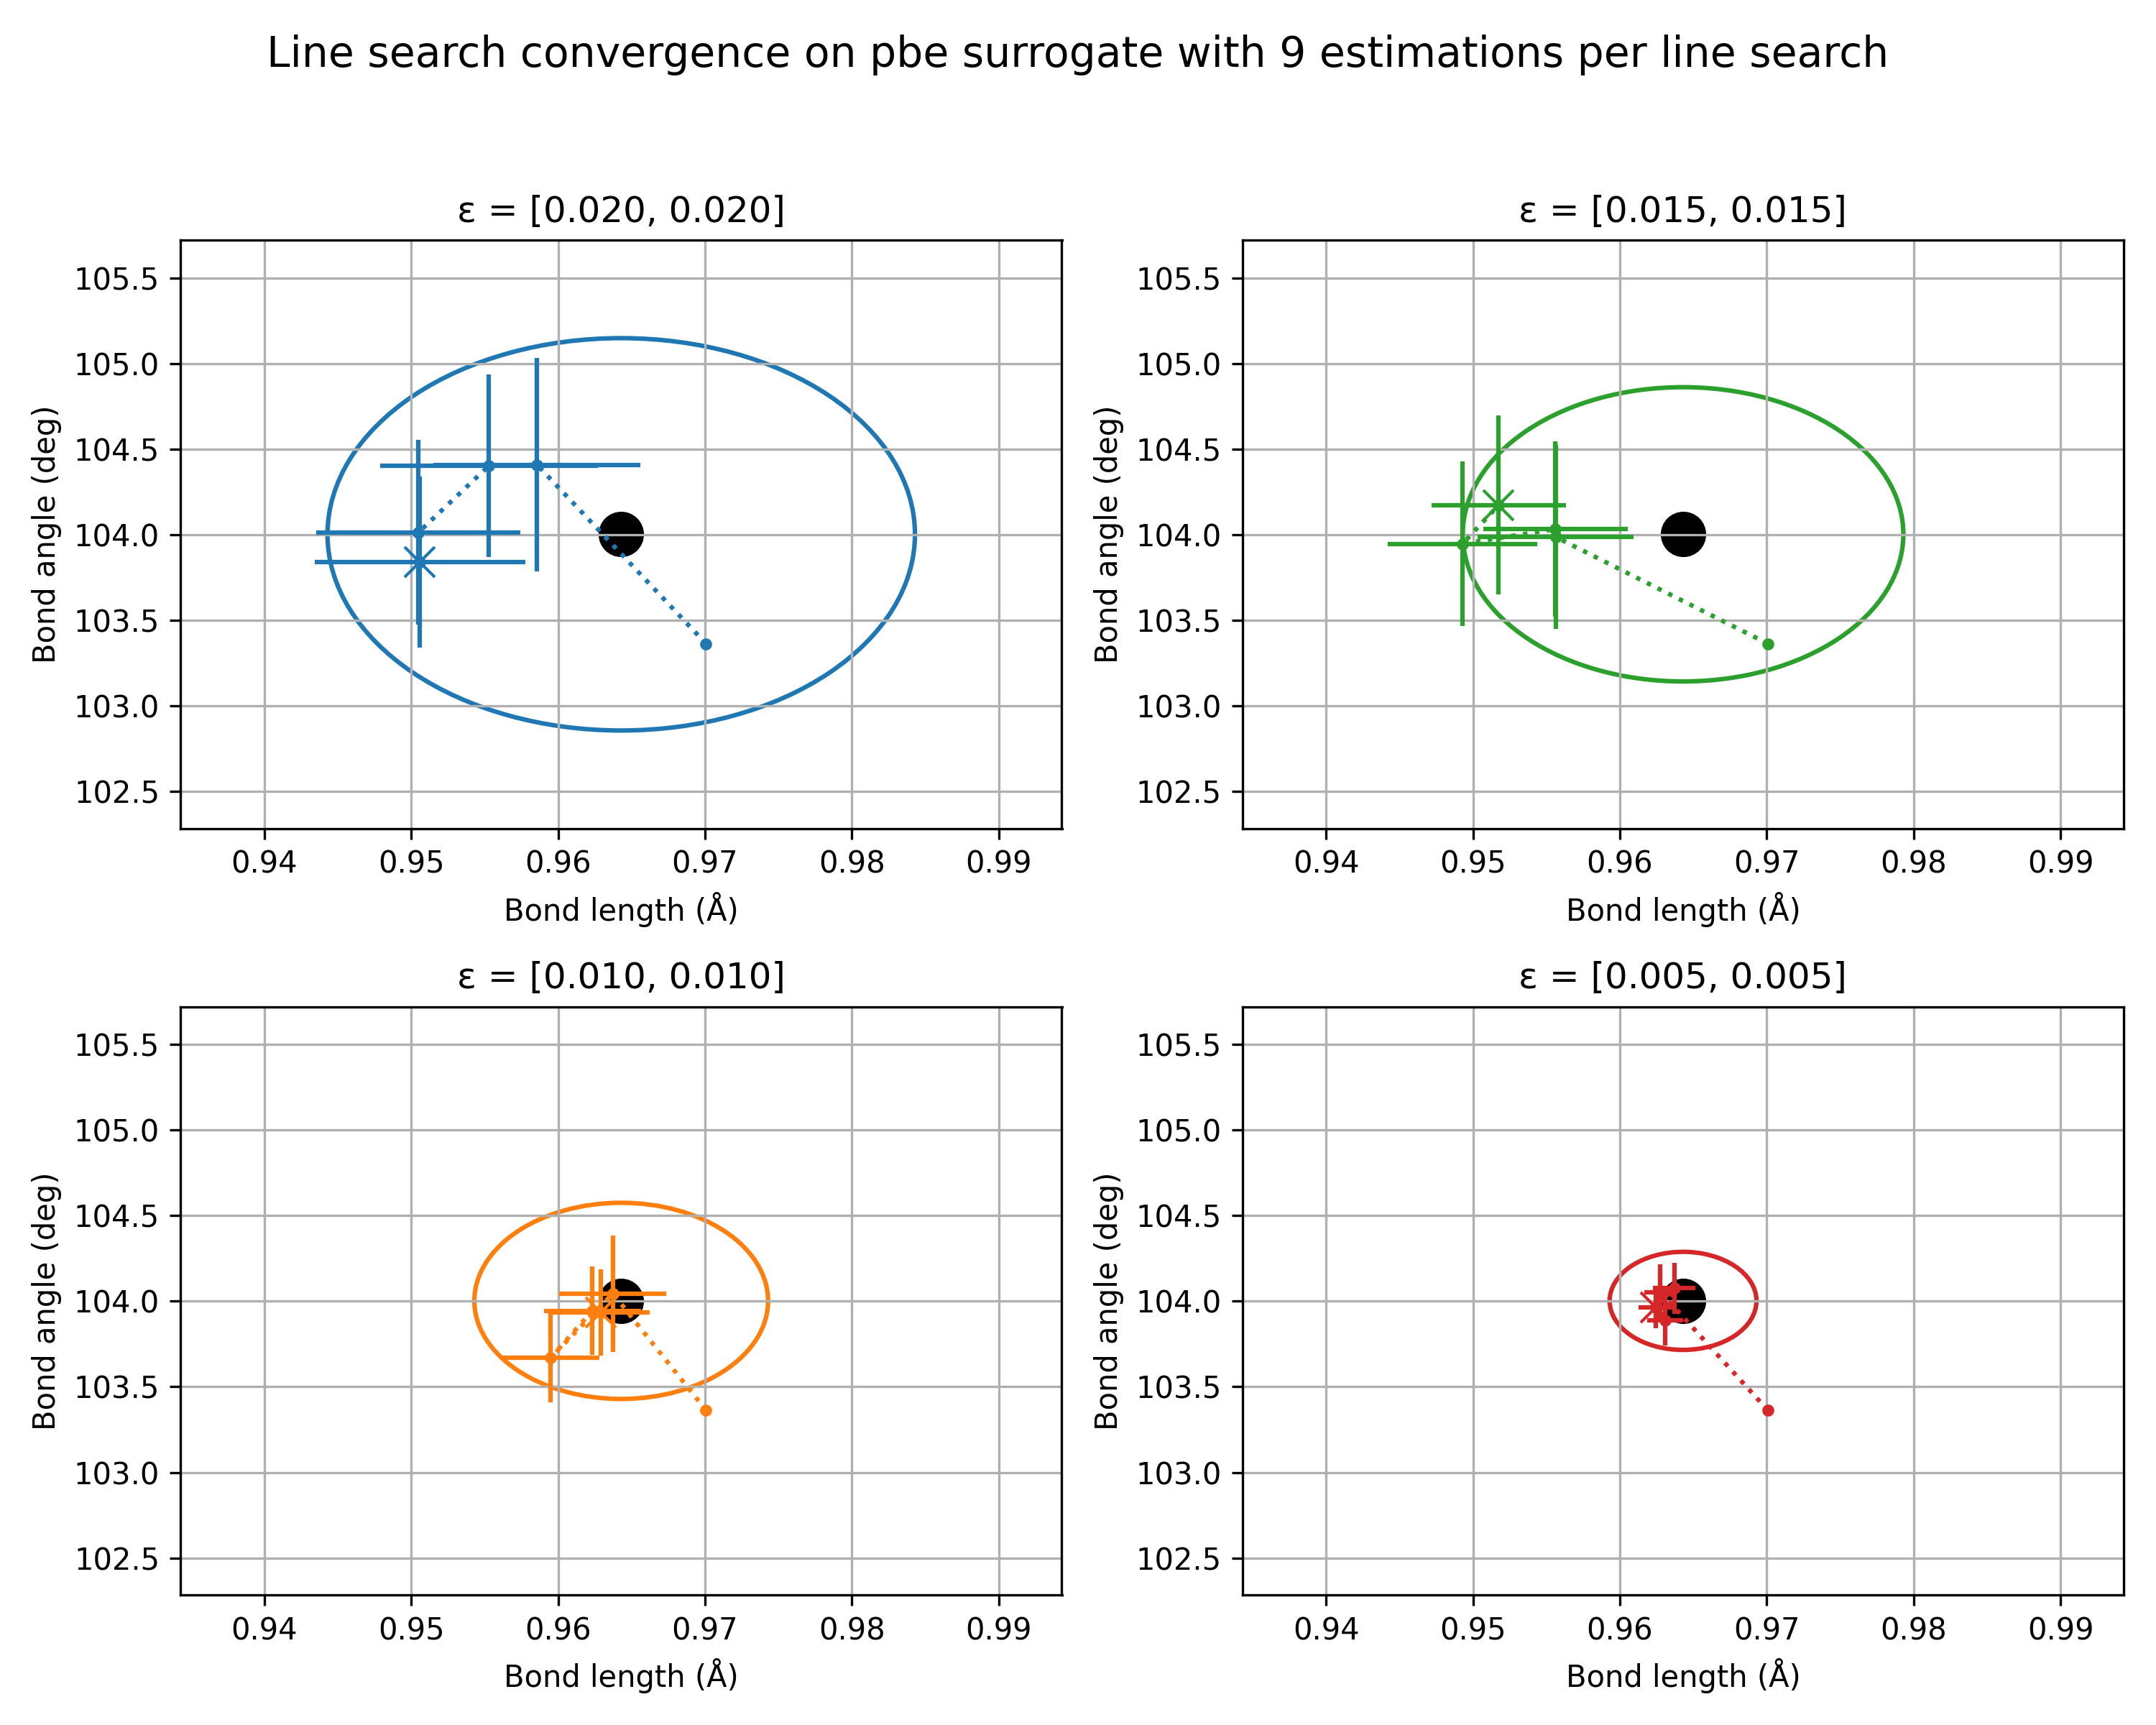 Line search convergence on pbe surrogate with 9 estimations per line search
ε = [0.020, 0.020]
105.5
105.0
104.5
104.0
103.5
103.0
102.5
Bond angle (deg)
0.94 0.95 0.96 0.97 0.98 0.99
Bond length (Å)
ε = [0.015, 0.015]
105.5
105.0
104.5
104.0
103.5
103.0
102.5
Bond angle (deg)
0.94 0.95 0.96 0.97 0.98 0.99
Bond length (Å)
ε = [0.010, 0.010]
105.5
105.0
104.5
104.0
103.5
103.0
102.5
Bond angle (deg)
0.94 0.95 0.96 0.97 0.98 0.99
Bond length (Å)
ε = [0.005, 0.005]
105.5
105.0
104.5
104.0
103.5
103.0
102.5
Bond angle (deg)
0.94 0.95 0.96 0.97 0.98 0.99
Bond length (Å)